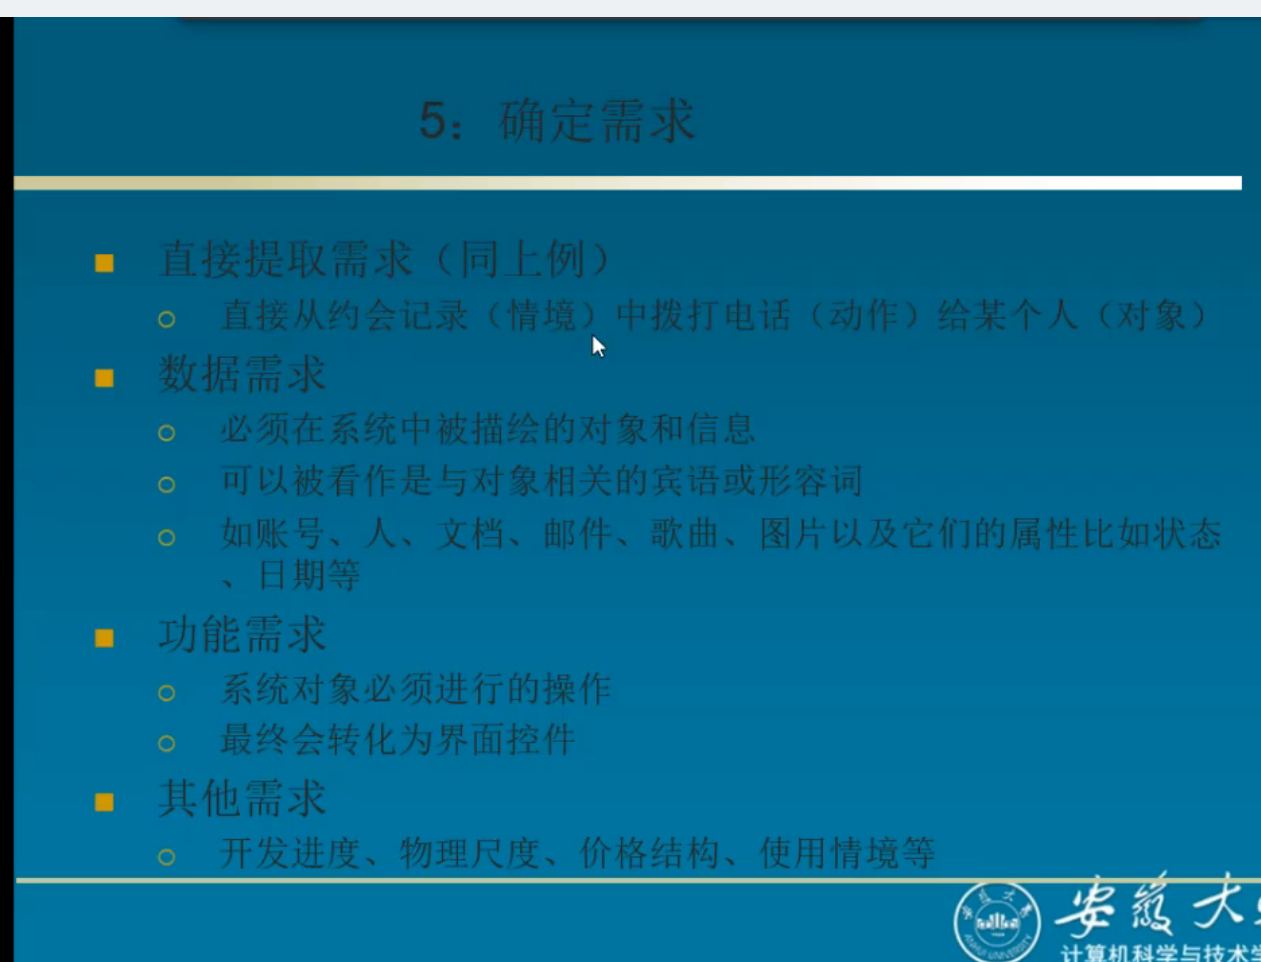 5：确定需求
直接提取需求（同上例）
直接从约会记录（情境）中拨打电话（动作）给某个人（对象）
数据需求
必须在系统中被描绘的对象和信息
可以被看作是与对象相关的宾语或形容词
如账号、人、文档、邮件、歌曲、图片以及它们的属性比如状态
、日期等
功能需求
系统对象必须进行的操作
最终会转化为界面控件
其他需求
开发进度、物理尺度、价格结构、使用情境等
安徽大
计算机科学与技术学